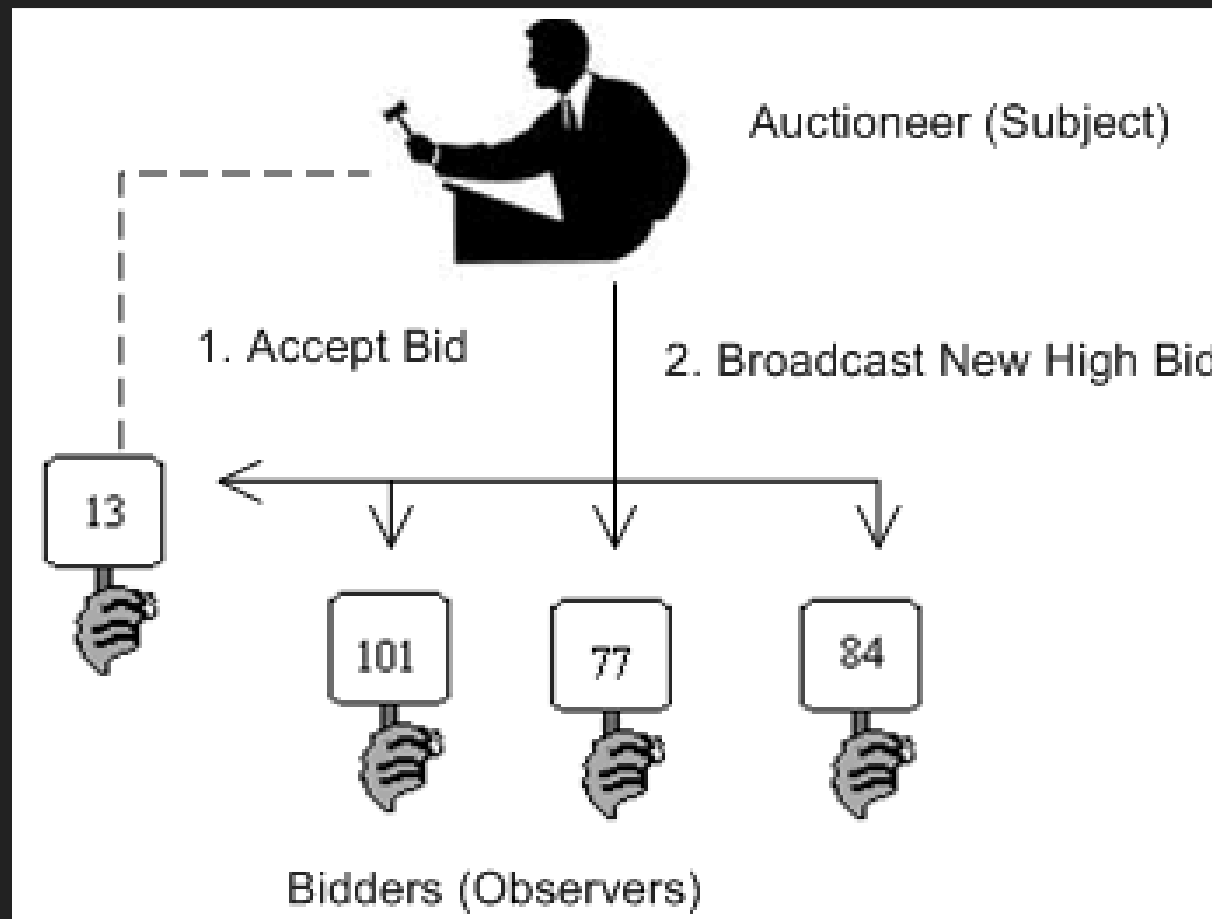 Auctioneer (Subject)
1. Accept Bid
2. Broadcast New High Bid
13
101
77
84
Bidders (Observers)